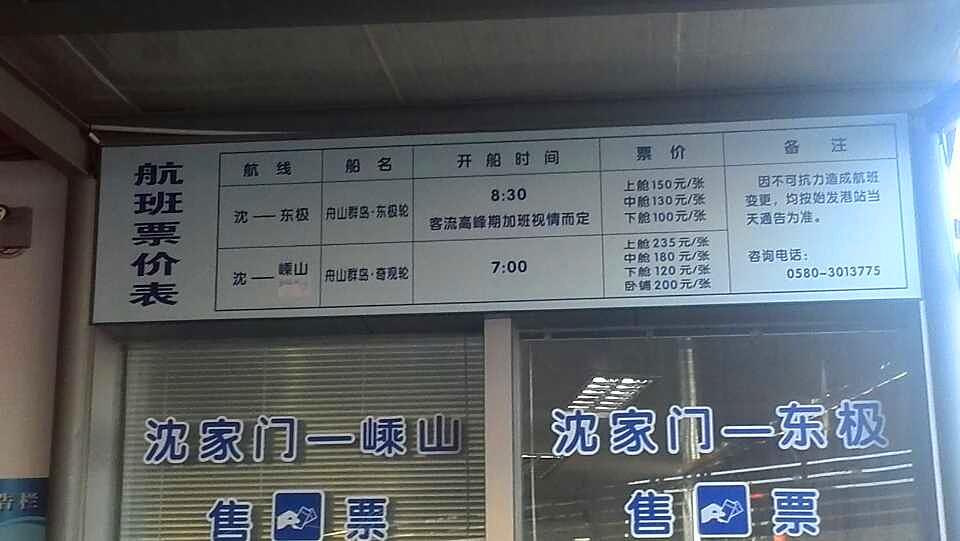 航班票价表
航线 船名 开船时间 票价 备注
沈—东极 舟山群岛·东极轮 8:30
客流高峰期加班视情而定
上舱150元/张
中舱130元/张
下舱100元/张
沈—嵊山 舟山群岛·奇观轮 7:00
上舱235元/张
中舱180元/张
下舱120元/张
卧铺200元/张
因不可抗力造成航班
变更，均按始发港站当
天通告为准。
咨询电话：
0580-3013775
沈家门—嵊山
售票
沈家门—东极
售票
告栏